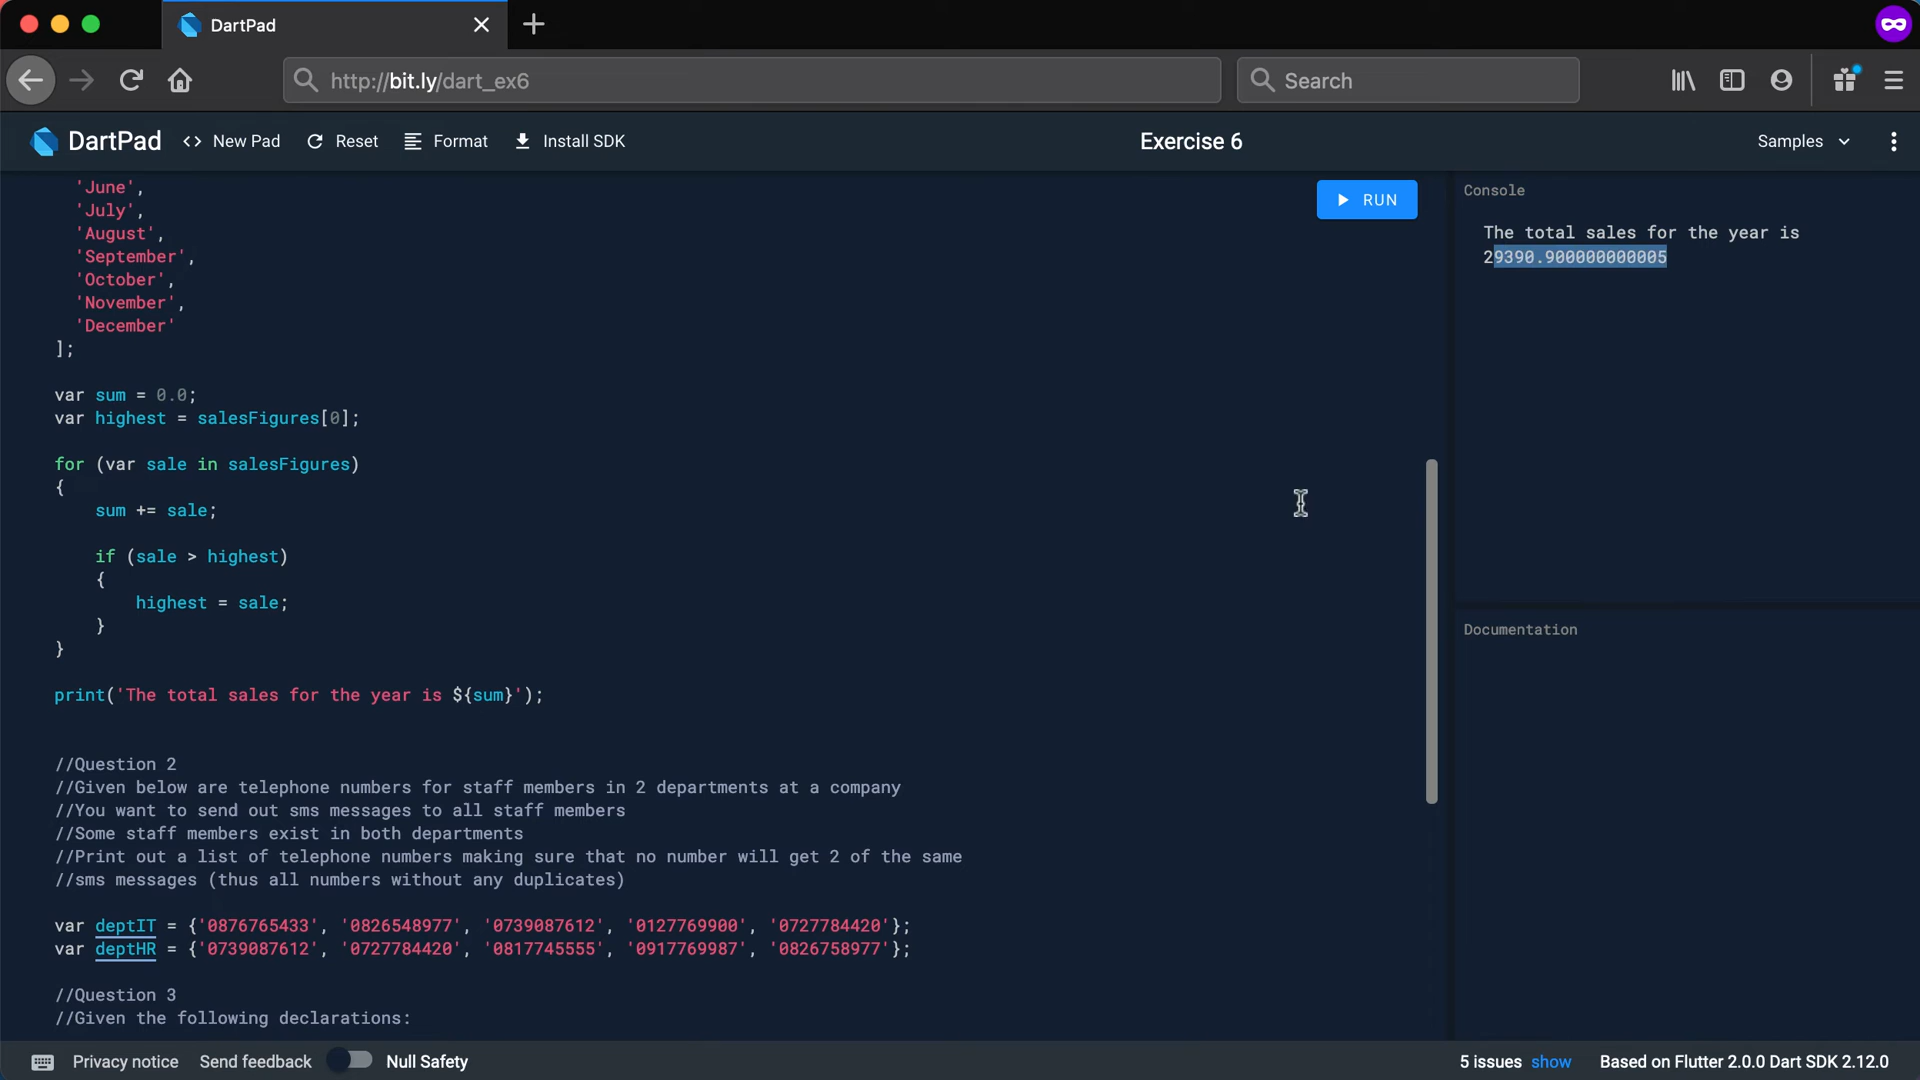 DartPad
http://bit.ly/dart_ex6
Search
DartPad
New Pad
Reset
Format
Install SDK
Exercise 6
Samples
'June',
'July',
'August',
'September',
'October',
'November',
'December'
];
var sum = 0.0;
var highest = salesFigures[0];
for (var sale in salesFigures)
{
sum += sale;
if (sale > highest)
{
highest = sale;
}
}
print('The total sales for the year is ${sum}');
//Question 2
//Given below are telephone numbers for staff members in 2 departments at a company
//You want to send out sms messages to all staff members
//Some staff members exist in both departments
//Print out a list of telephone numbers making sure that no number will get 2 of the same
//sms messages (thus all numbers without any duplicates)
var deptIT = {'0876765433', '0826548977', '0739087612', '0127769900', '0727784420'};
var deptHR = {'0739087612', '0727784420', '0817745555', '0917769987', '0826758977'};
//Question 3
//Given the following declarations:
RUN
Console
The total sales for the year is
29390.900000000005
Documentation
Privacy notice
Send feedback
Null Safety
5 issues show
Based on Flutter 2.0.0 Dart SDK 2.12.0